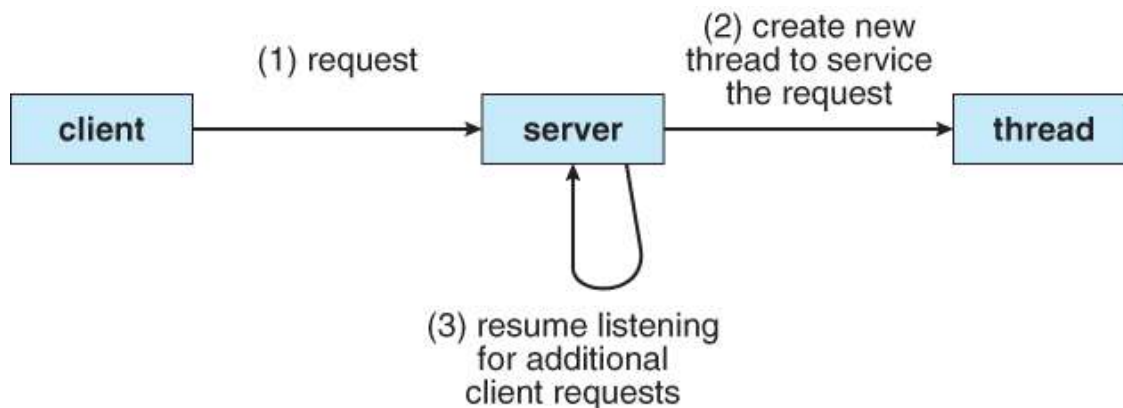 (1) request
(2) create new
thread to service
the request
client
server
thread
(3) resume listening
for additional
client requests